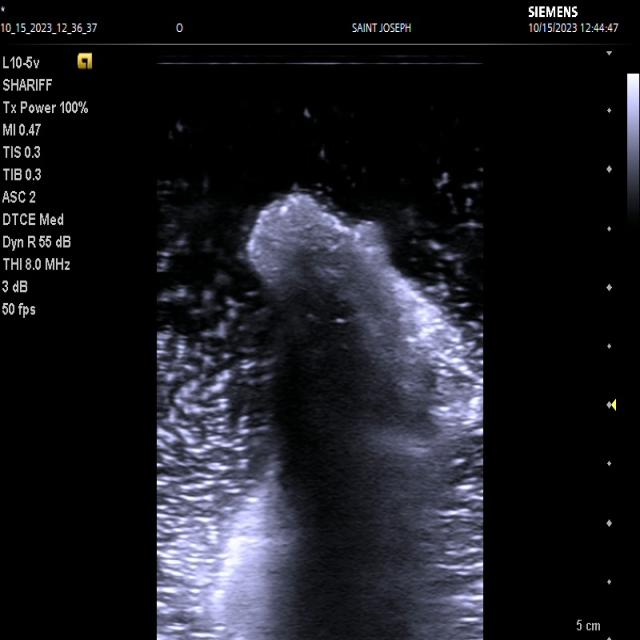 SIEMENS
10_15_2023_12_36_37 O SAINT JOSEPH 10/15/2023 12:44:47
L10-5v
SHARIFF
Tx Power 100%
MI 0.47
TIS 0.3
TIB 0.3
ASC 2
DTCE Med
Dyn R 55 dB
THI 8.0 MHz
3 dB
50 fps
5 cm